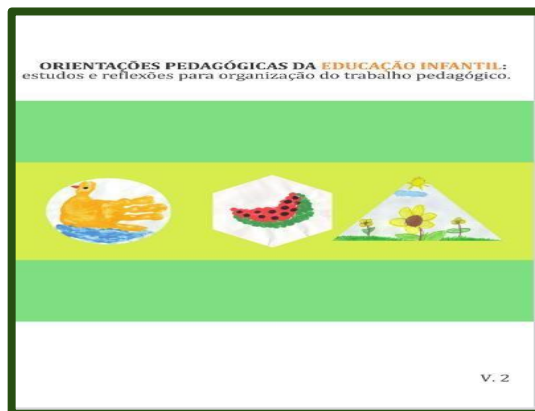 ORIENTAÇÕES PEDAGÓGICAS DA EDUCAÇÃO INFANTIL:
estudos e reflexões para organização do trabalho pedagógico.
V. 2